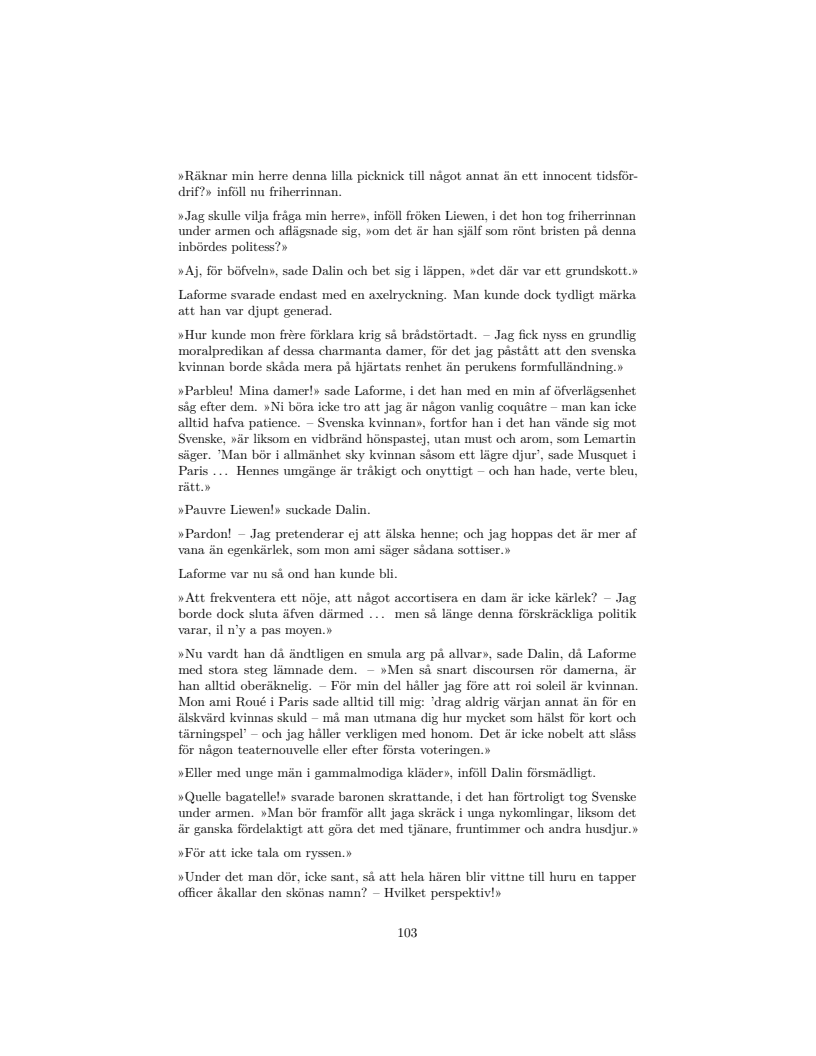 »Räknar min herre denna lilla picknick till något annat än ett innocent tidsför-
drif?» inföll nu friherrinnan.
»Jag skulle vilja fråga min herre», inföll fröken Liewen, i det hon tog friherrinnan
under armen och aflägsnade sig, »om det är han själf som rönt bristen på denna
inbördes politess?»
»Aj, för böfveln», sade Dalin och bet sig i läppen, »det där var ett grundskott.»
Laforme svarade endast med en axelryckning. Man kunde dock tydligt märka
att han var djupt generad.
»Hur kunde mon frère förklara krig så brådstörtadt. – Jag fick nyss en grundlig
moralpredikan af dessa charmanta damer, för det jag påstått att den svenska
kvinnan borde skåda mera på hjärtats renhet än perukens formfulländning.»
»Parbleu! Mina damer!» sade Laforme, i det han med en min af öfverlägsenhet
såg efter dem. »Ni böra icke tro att jag är någon vanlig coquâtre – man kan icke
alltid hafva patience. – Svenska kvinnan», fortfor han i det han vände sig mot
Svenske, »är liksom en vidbränd hönspastej, utan must och arom, som Lemartin
säger. ’Man bör i allmänhet sky kvinnan såsom ett lägre djur’, sade Musquet i
Paris ... Hennes umgänge är tråkigt och onyttigt – och han hade, verte bleu,
rätt.»
»Pauvre Liewen!» suckade Dalin.
»Pardon! – Jag pretenderar ej att älska henne; och jag hoppas det är mer af
vana än egenkärlek, som mon ami säger sådana sottiser.»
Laforme var nu så ond han kunde bli.
»Att frekventera ett nöje, att något accortisera en dam är icke kärlek? – Jag
borde dock sluta äfven därmed ... men så länge denna förskräckliga politik
varar, il n’y a pas moyen.»
»Nu vardt han då ändtligen en smula arg på allvar», sade Dalin, då Laforme
med stora steg lämnade dem. – »Men så snart discoursen rör damerna, är
han alltid oberäknelig. – För min del håller jag före att roi soleil är kvinnan.
Mon ami Roué i Paris sade alltid till mig: ’drag aldrig värjan annat än för en
älskvärd kvinnas skuld – må man utmana dig hur mycket som hälst för kort och
tärningspel’ – och jag håller verkligen med honom. Det är icke nobelt att slåss
för någon teaternouvelle eller efter första voteringen.»
»Eller med unge män i gammalmodiga kläder», inföll Dalin försmädligt.
»Quelle bagatelle!» svarade baronen skrattande, i det han förtroligt tog Svenske
under armen. »Man bör framför allt jaga skräck i unga nykomlingar, liksom det
är ganska fördelaktigt att göra det med tjänare, fruntimmer och andra husdjur.»
»För att icke tala om ryssen.»
»Under det man dör, icke sant, så att hela hären blir vittne till huru en tapper
officer åkallar den skönas namn? – Hvilket perspektiv!»
103